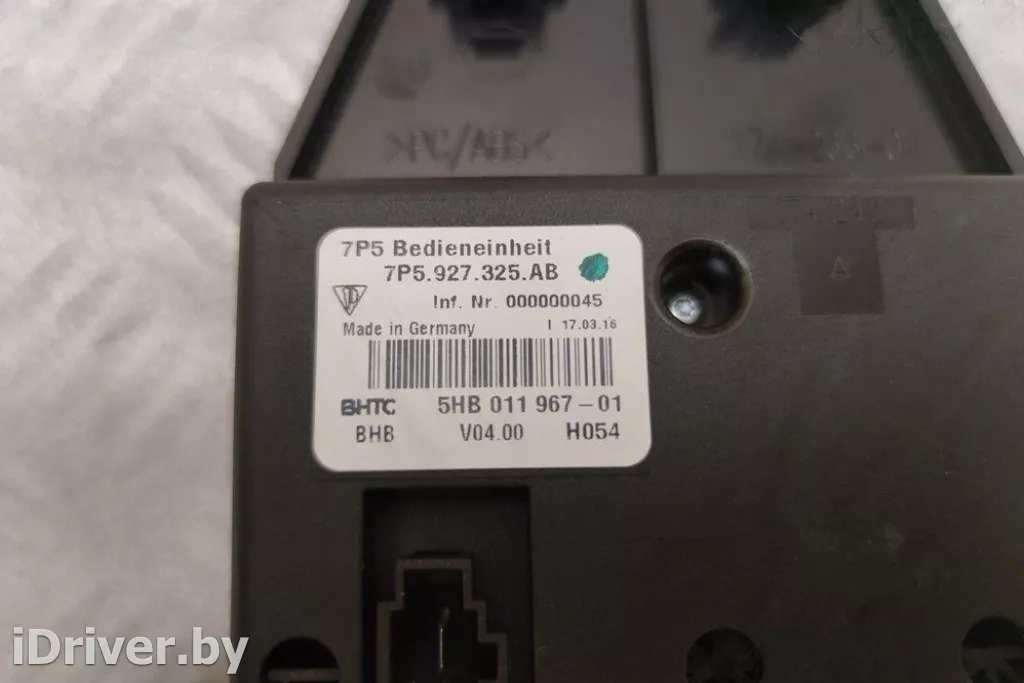 >PC/ABS<
7P5 Bedieneinheit
7P5.927.325.AB
Inf. Nr. 000000045
Made in Germany I 17.03.16
BHTC 5HB 011 967-01
BHB V04.00 H054
A
iDriver.by